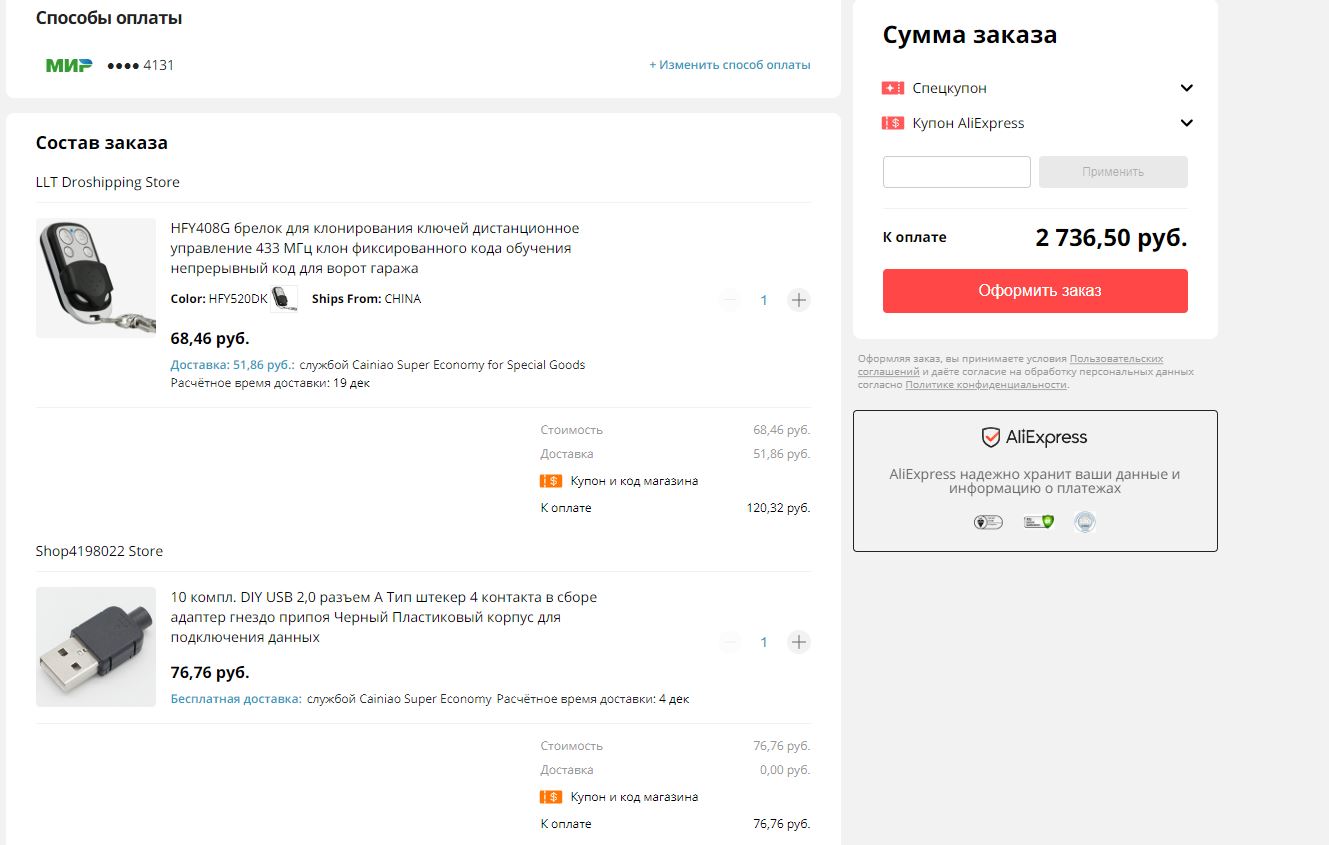 Способы оплаты
МИР •••• 4131
+ Изменить способ оплаты
Состав заказа
LLT Droshipping Store
HFY408G брелок для клонирования ключей дистанционное
управление 433 МГц клон фиксированного кода обучения
непрерывный код для ворот гаража
Color: HFY520DK Ships From: CHINA
1
68,46 руб.
Доставка: 51,86 руб.: службой Cainiao Super Economy for Special Goods
Расчётное время доставки: 19 дек
Стоимость 68,46 руб.
Доставка 51,86 руб.
Купон и код магазина
К оплате 120,32 руб.
Shop4198022 Store
10 компл. DIY USB 2,0 разъем А Тип штекер 4 контакта в сборе
адаптер гнездо припоя Черный Пластиковый корпус для
подключения данных
1
76,76 руб.
Бесплатная доставка: службой Cainiao Super Economy Расчётное время доставки: 4 дек
Стоимость 76,76 руб.
Доставка 0,00 руб.
Купон и код магазина
К оплате 76,76 руб.
Сумма заказа
Спецкупон
Купон AliExpress
Применить
К оплате 2 736,50 руб.
Оформить заказ
Оформляя заказ, вы принимаете условия Пользовательских
соглашений и даёте согласие на обработку персональных данных
согласно Политике конфиденциальности.
AliExpress
AliExpress надежно хранит ваши данные и
информацию о платежах